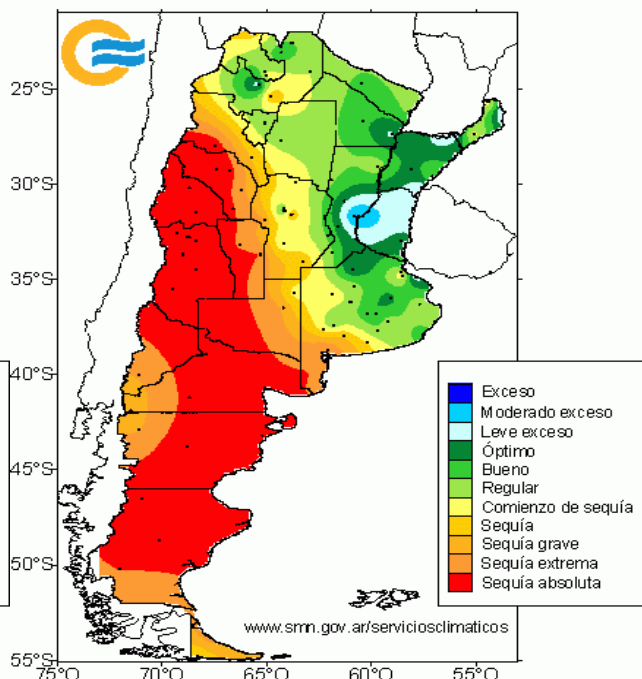 25°S
30°S
35°S
40°S
45°S
50°S
55°S
75°O
70°O
65°O
60°O
55°O
Exceso
Moderado exceso
Leve exceso
Óptimo
Bueno
Regular
Comienzo de sequía
Sequía
Sequía grave
Sequía extrema
Sequía absoluta
www.smn.gov.ar/serviciosclimaticos